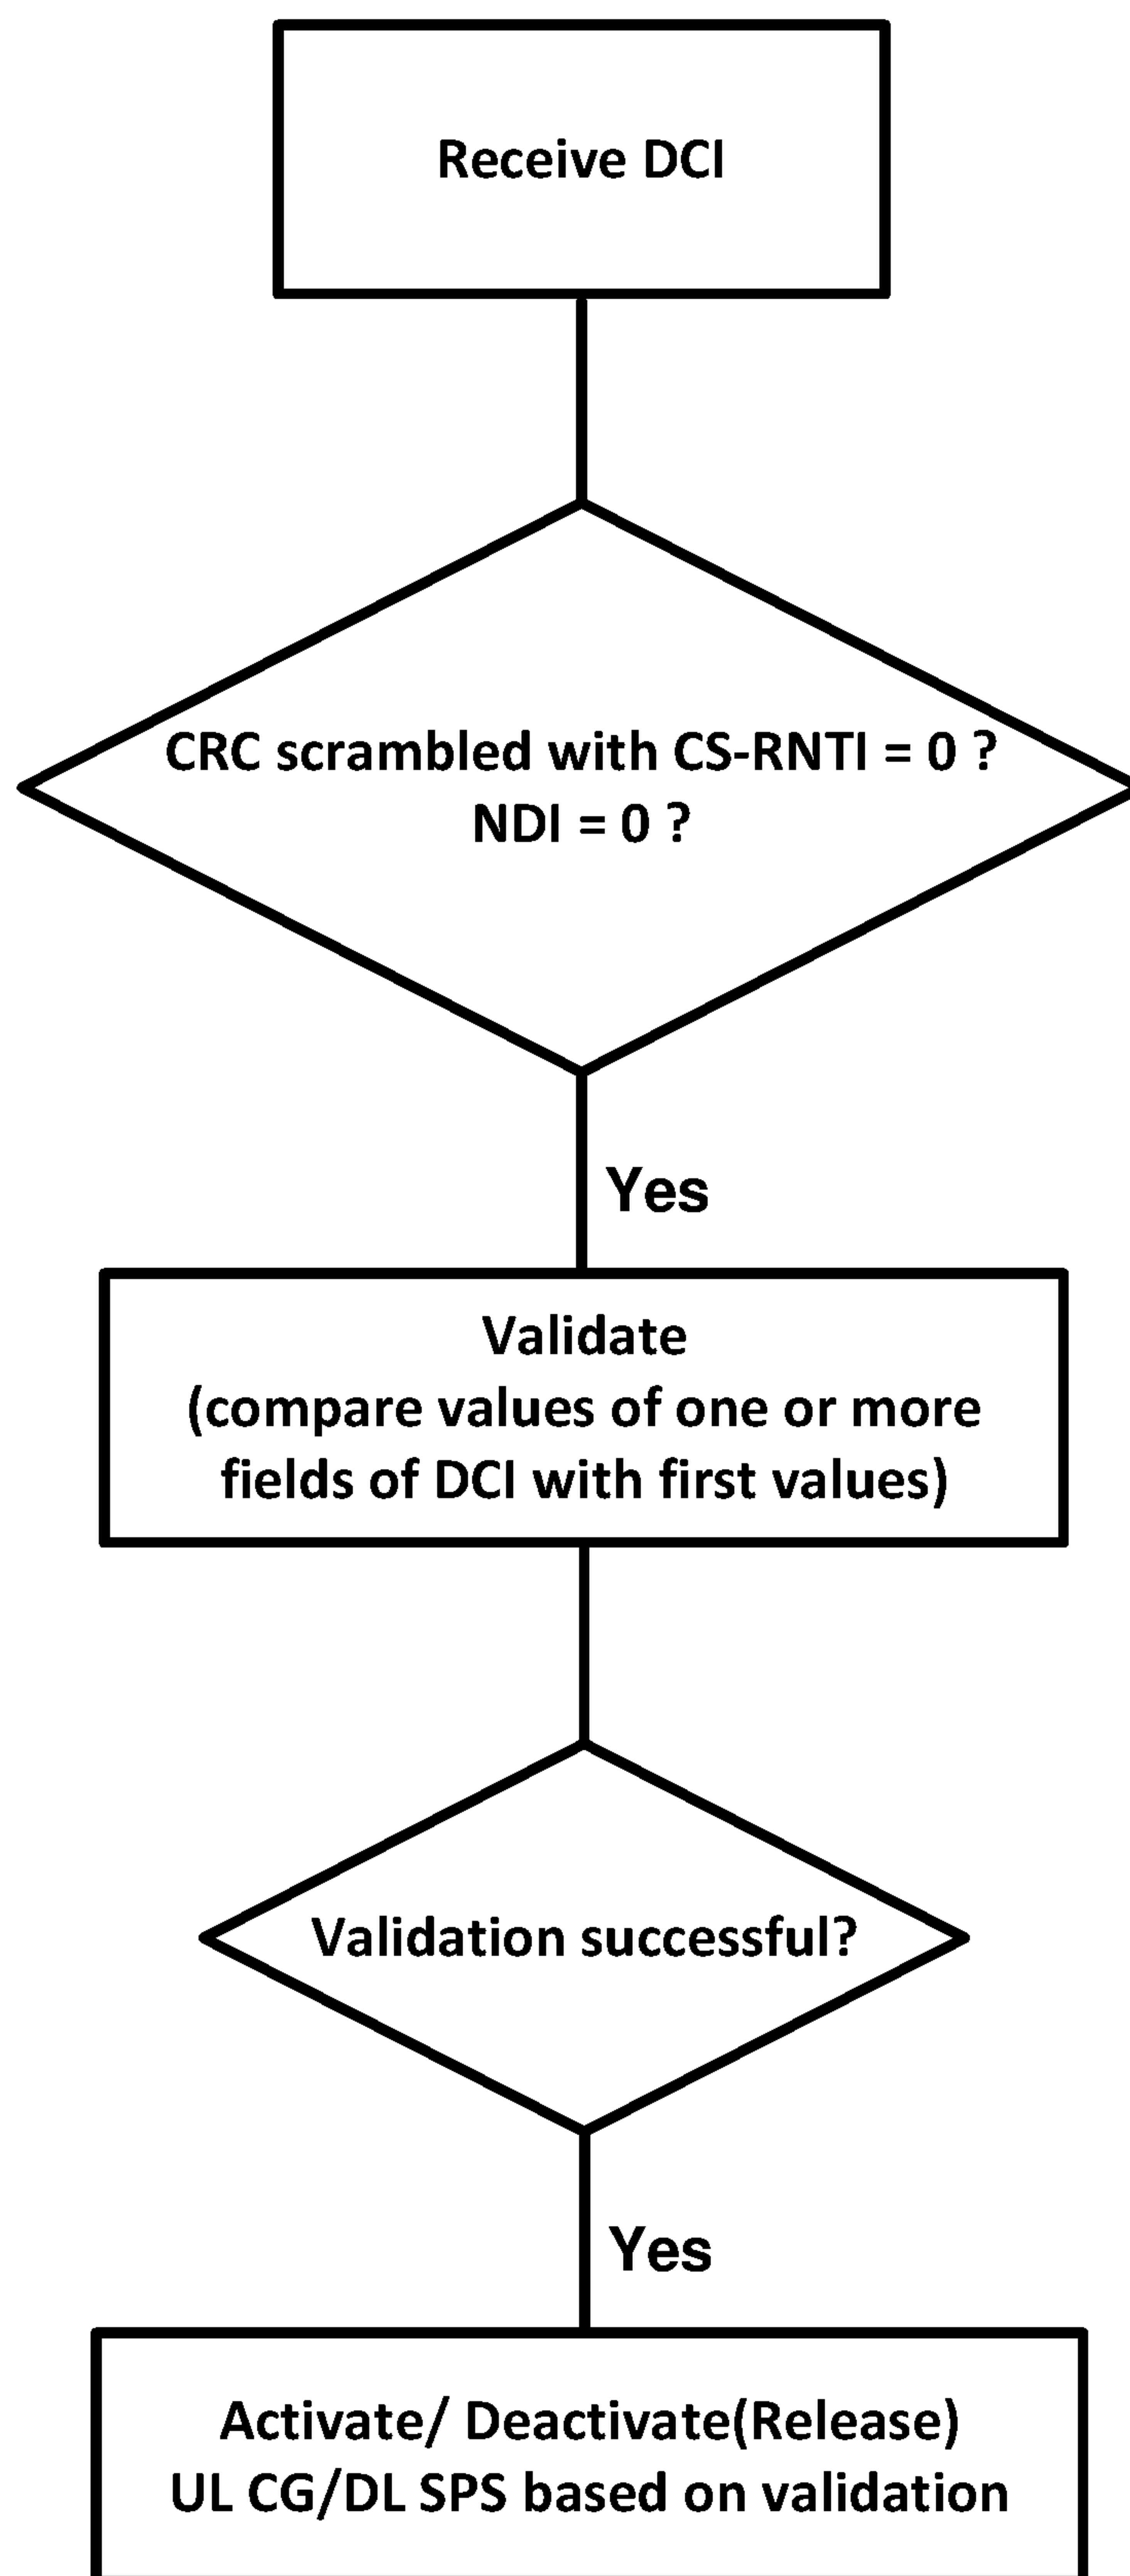 Receive DCI
CRC scrambled with CS-RNTI = 0 ?
NDI = 0 ?
Yes
Validate
(compare values of one or more
fields of DCI with first values)
Validation successful?
Yes
Activate/ Deactivate(Release)
UL CG/DL SPS based on validation